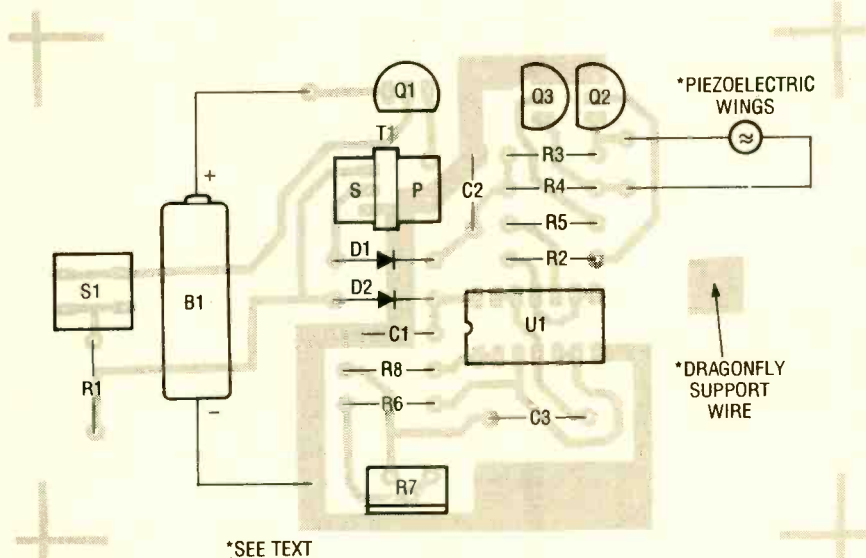 Q1
Q3
Q2
*PIEZOELECTRIC
WINGS
≈
T1
+
S
P
C2
R3
R4
R5
R2
D1
D2
S1
B1
U1
C1
*DRAGONFLY
SUPPORT
WIRE
R1
R8
R6
C3
−
R7
*SEE TEXT